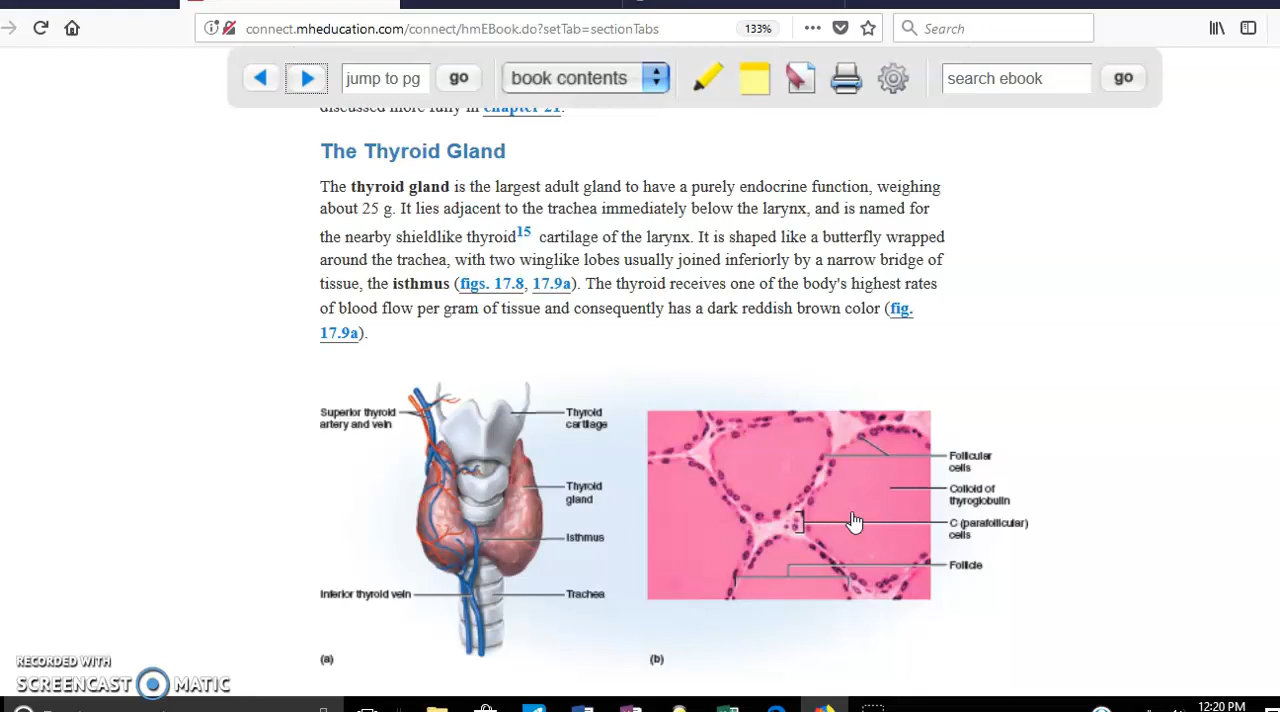 connect.mheducation.com/connect/hmEBook.do?setTab=sectionTabs
133%
Search
jump to pg
go
book contents
search ebook
go
discussed more fully in chapter 21.
The Thyroid Gland
The thyroid gland is the largest adult gland to have a purely endocrine function, weighing
about 25 g. It lies adjacent to the trachea immediately below the larynx, and is named for
the nearby shieldlike thyroid15 cartilage of the larynx. It is shaped like a butterfly wrapped
around the trachea, with two winglike lobes usually joined inferiorly by a narrow bridge of
tissue, the isthmus (figs. 17.8, 17.9a). The thyroid receives one of the body's highest rates
of blood flow per gram of tissue and consequently has a dark reddish brown color (fig.
17.9a).
Superior thyroid
artery and vein
Thyroid
cartilage
Thyroid
gland
Isthmus
Inferior thyroid vein
Trachea
(a)
Follicular
cells
Colloid of
thyroglobulin
C (parafollicular)
cells
Follicle
(b)
RECORDED WITH
SCREENCAST MATIC
12:20 PM